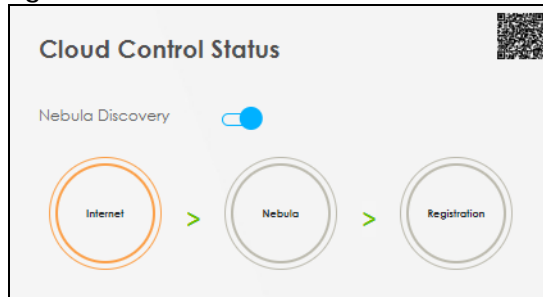 Cloud Control Status
Nebula Discovery
Internet > Nebula > Registration